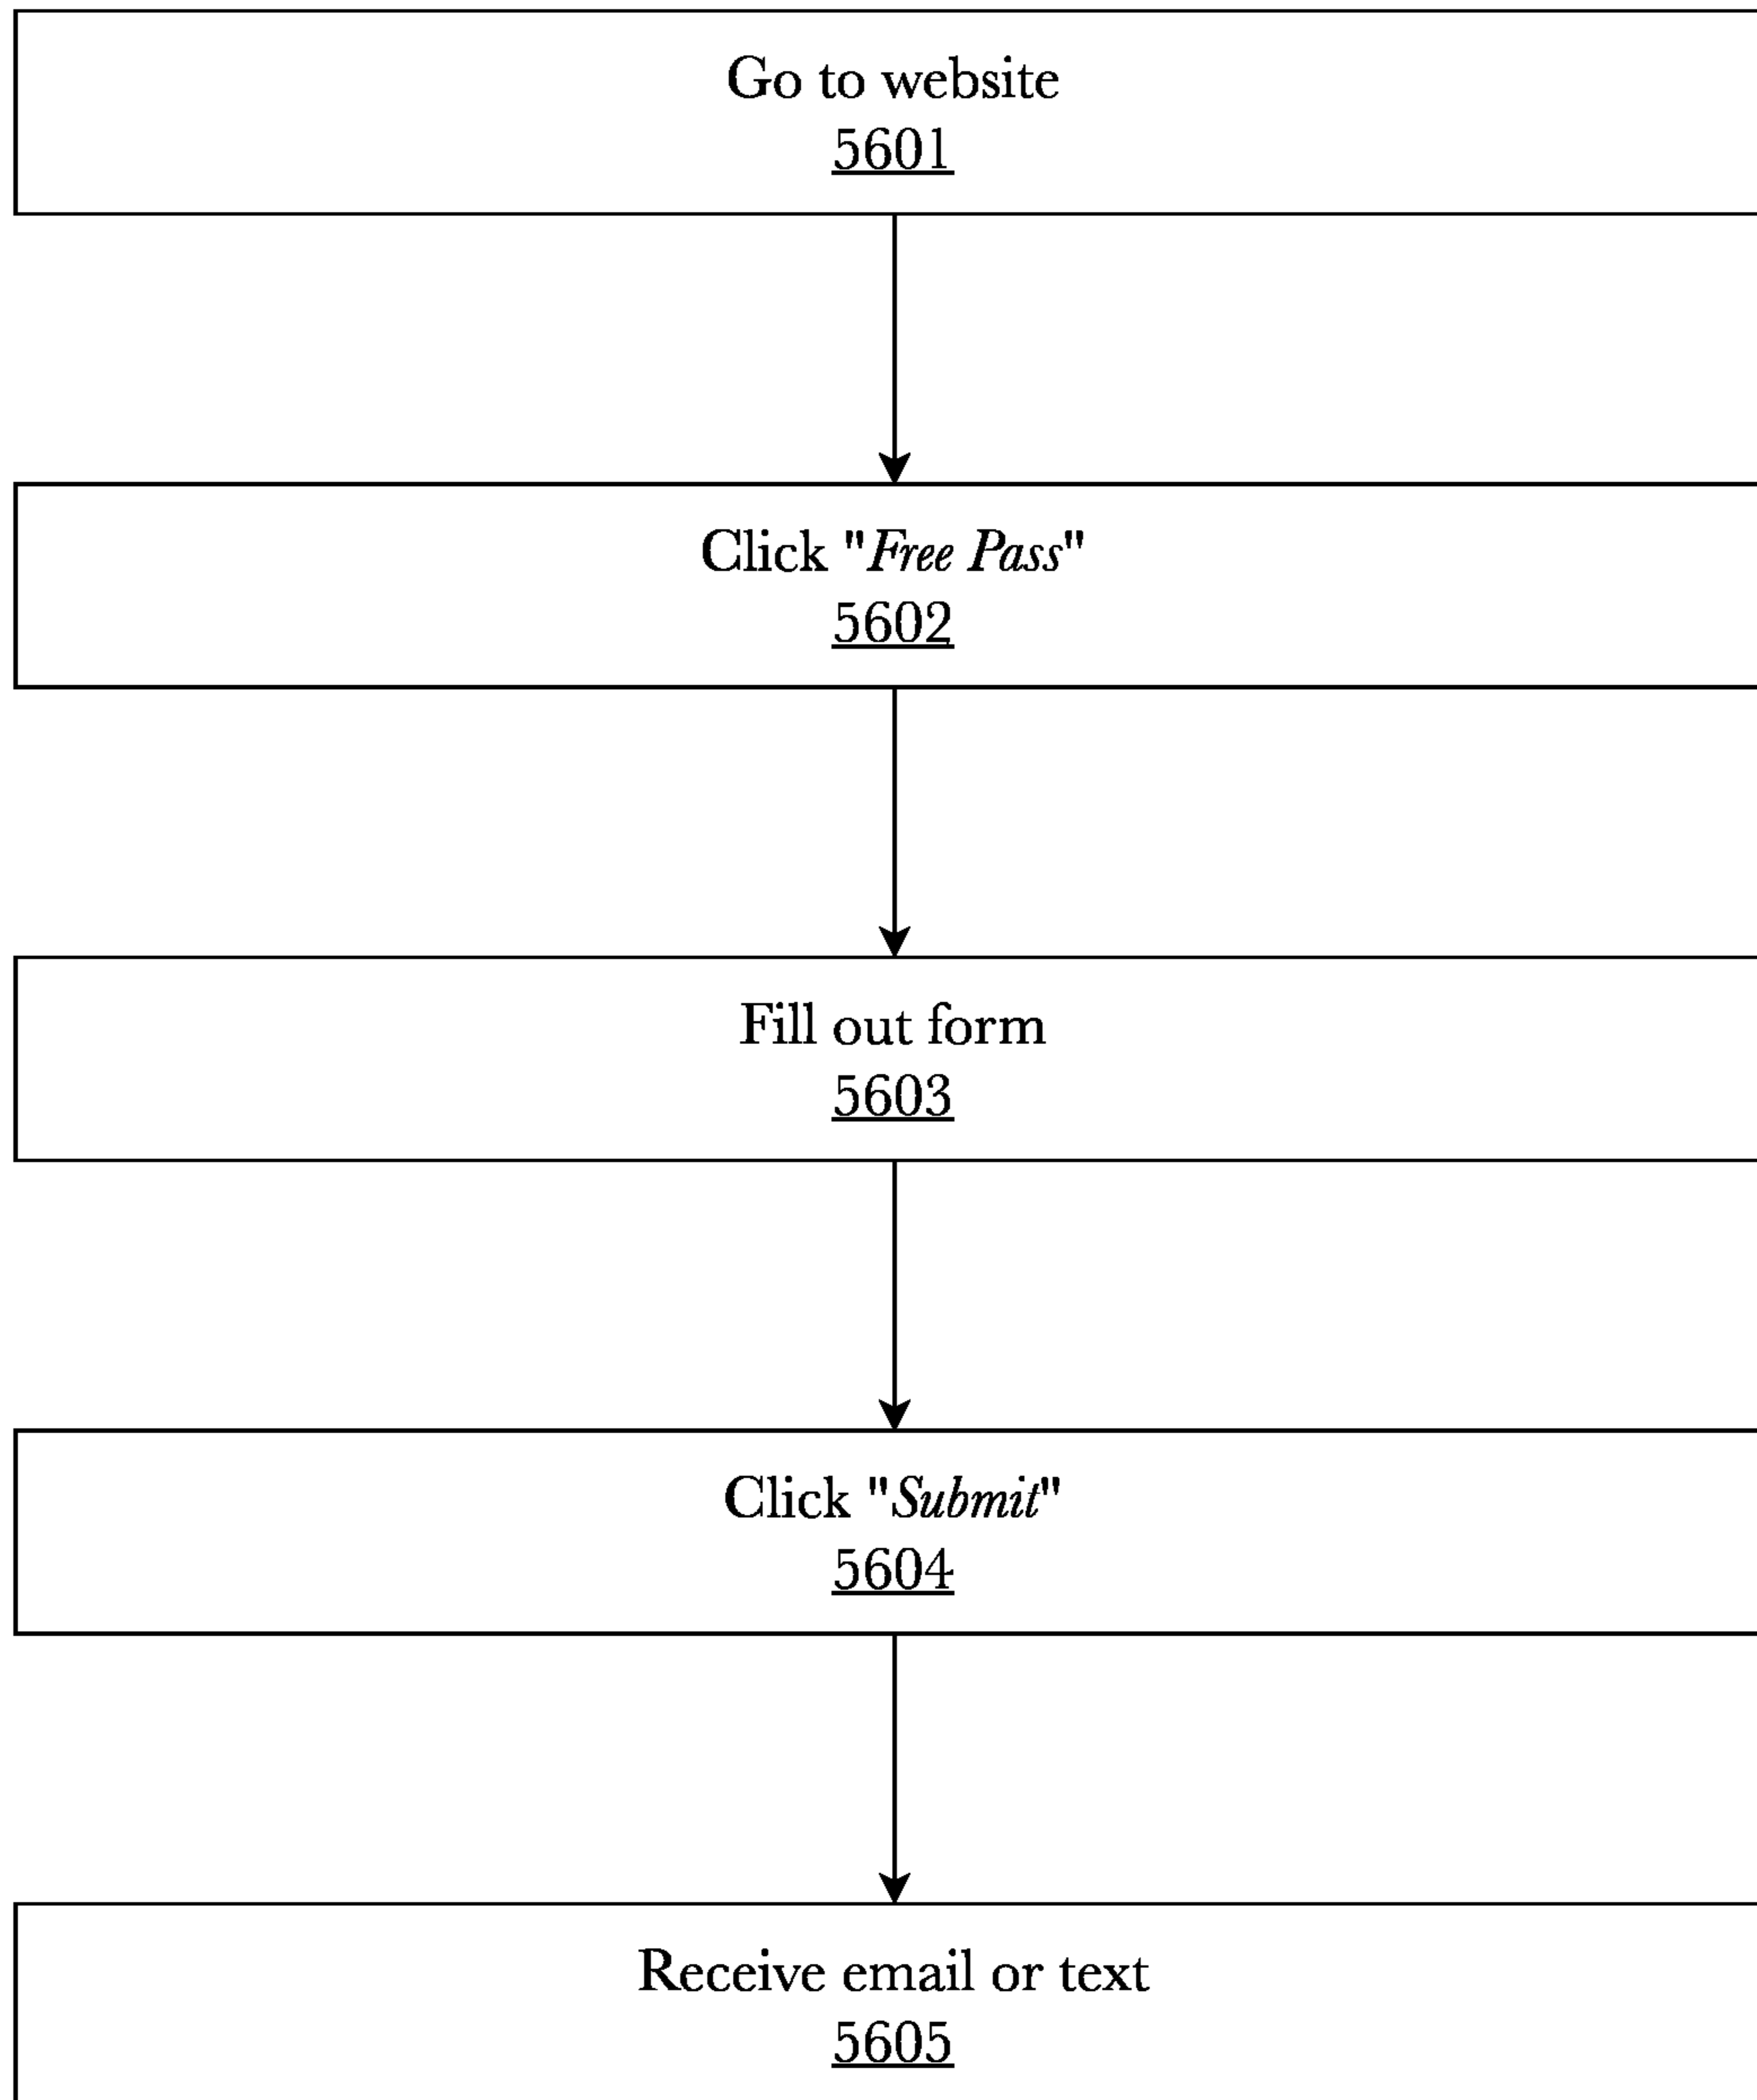 Go to website
5601
Click "Free Pass"
5602
Fill out form
5603
Click "Submit"
5604
Receive email or text
5605